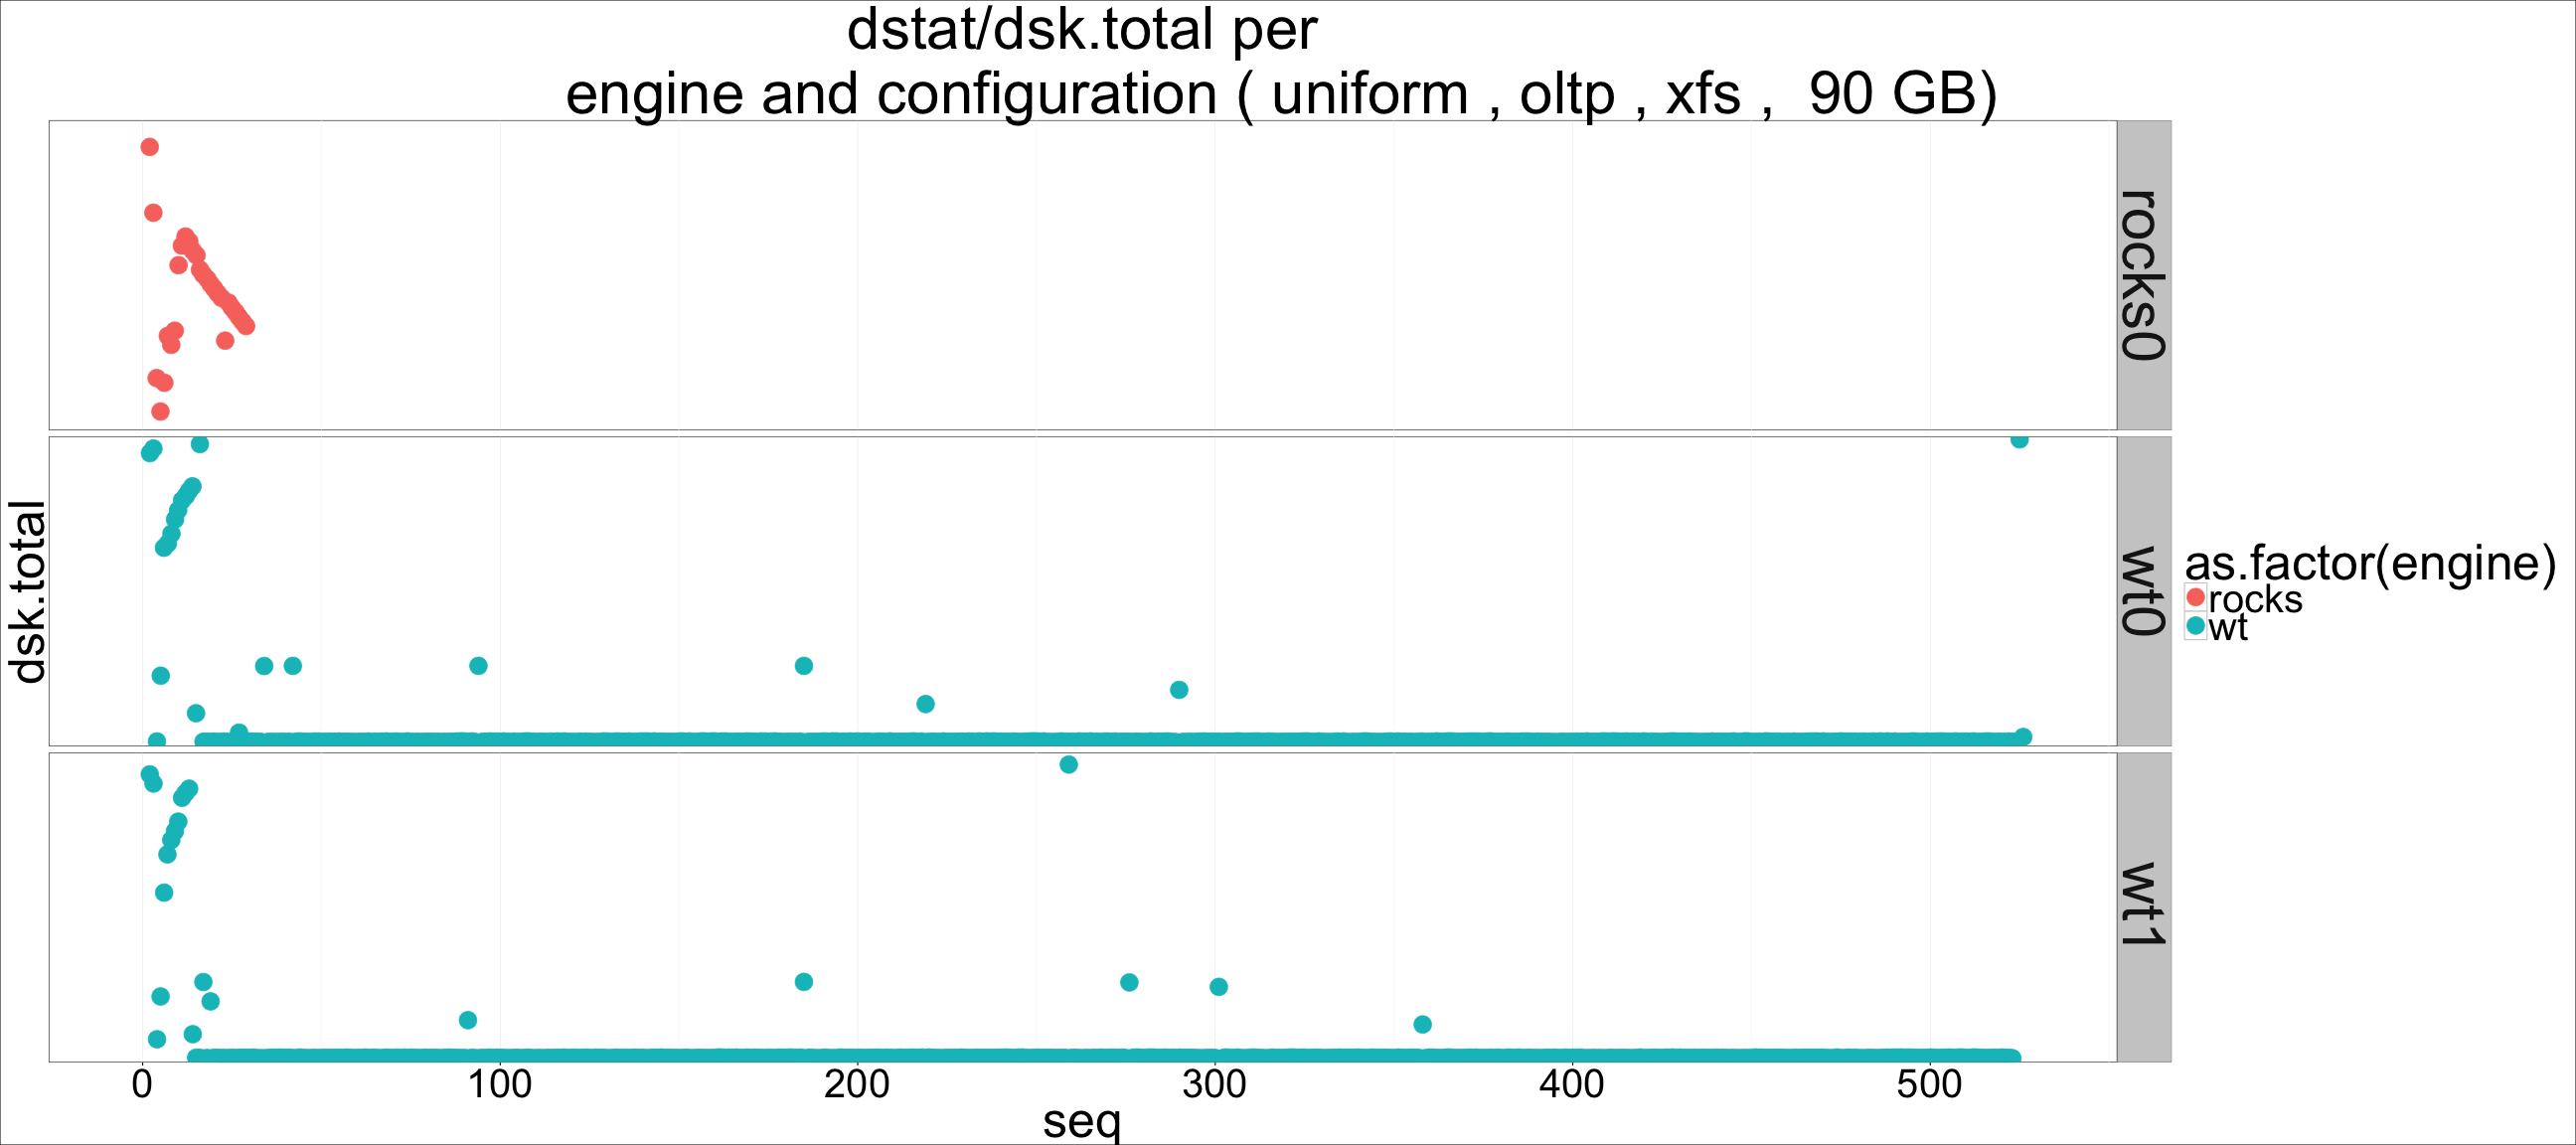 dstat/dsk.total per
engine and configuration ( uniform , oltp , xfs ,  90 GB)
dsk.total
rocks0
wt0
wt1
as.factor(engine)
rocks
wt
0 100 200 300 400 500
seq